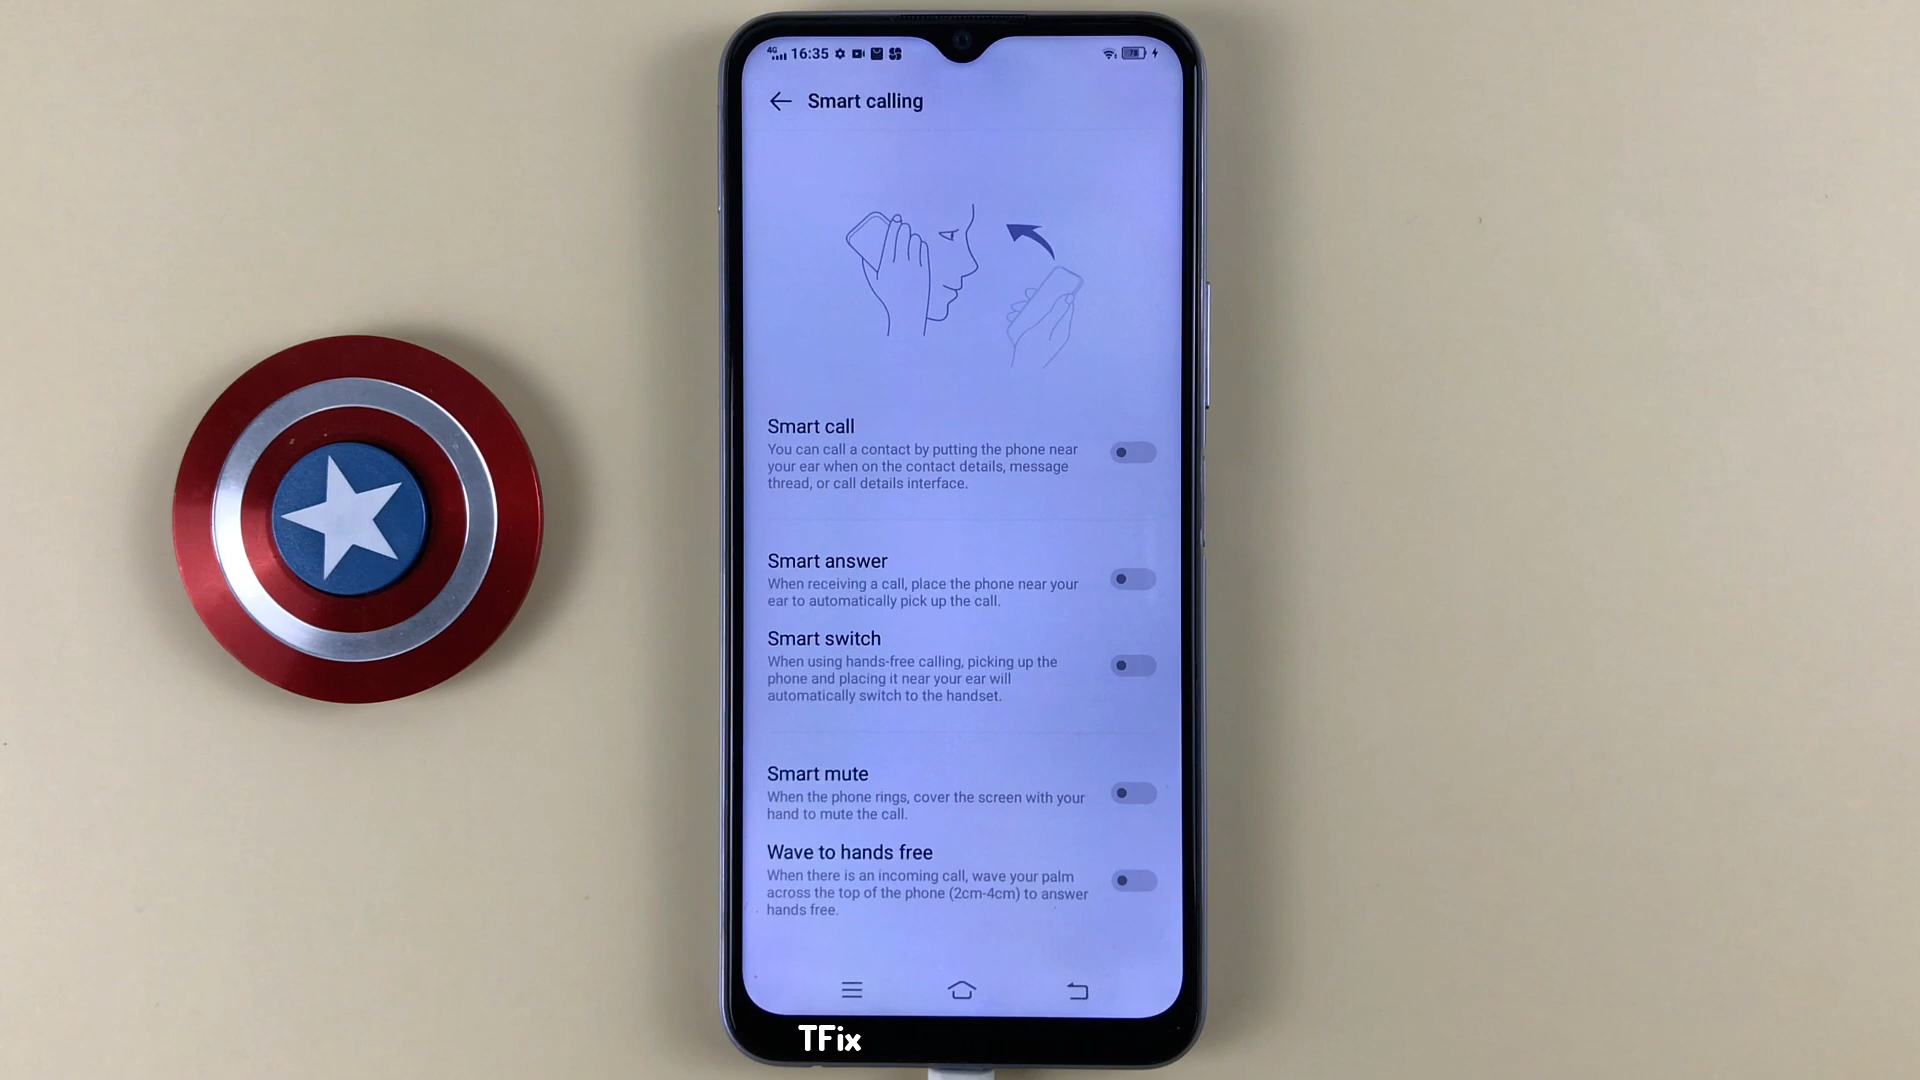 4G 16:35 78
Smart calling
Smart call
You can call a contact by putting the phone near
your ear when on the contact details, message
thread, or call details interface.
Smart answer
When receiving a call, place the phone near your
ear to automatically pick up the call.
Smart switch
When using hands-free calling, picking up the
phone and placing it near your ear will
automatically switch to the handset.
Smart mute
When the phone rings, cover the screen with your
hand to mute the call.
Wave to hands free
When there is an incoming call, wave your palm
across the top of the phone (2cm-4cm) to answer
hands free.
TFix